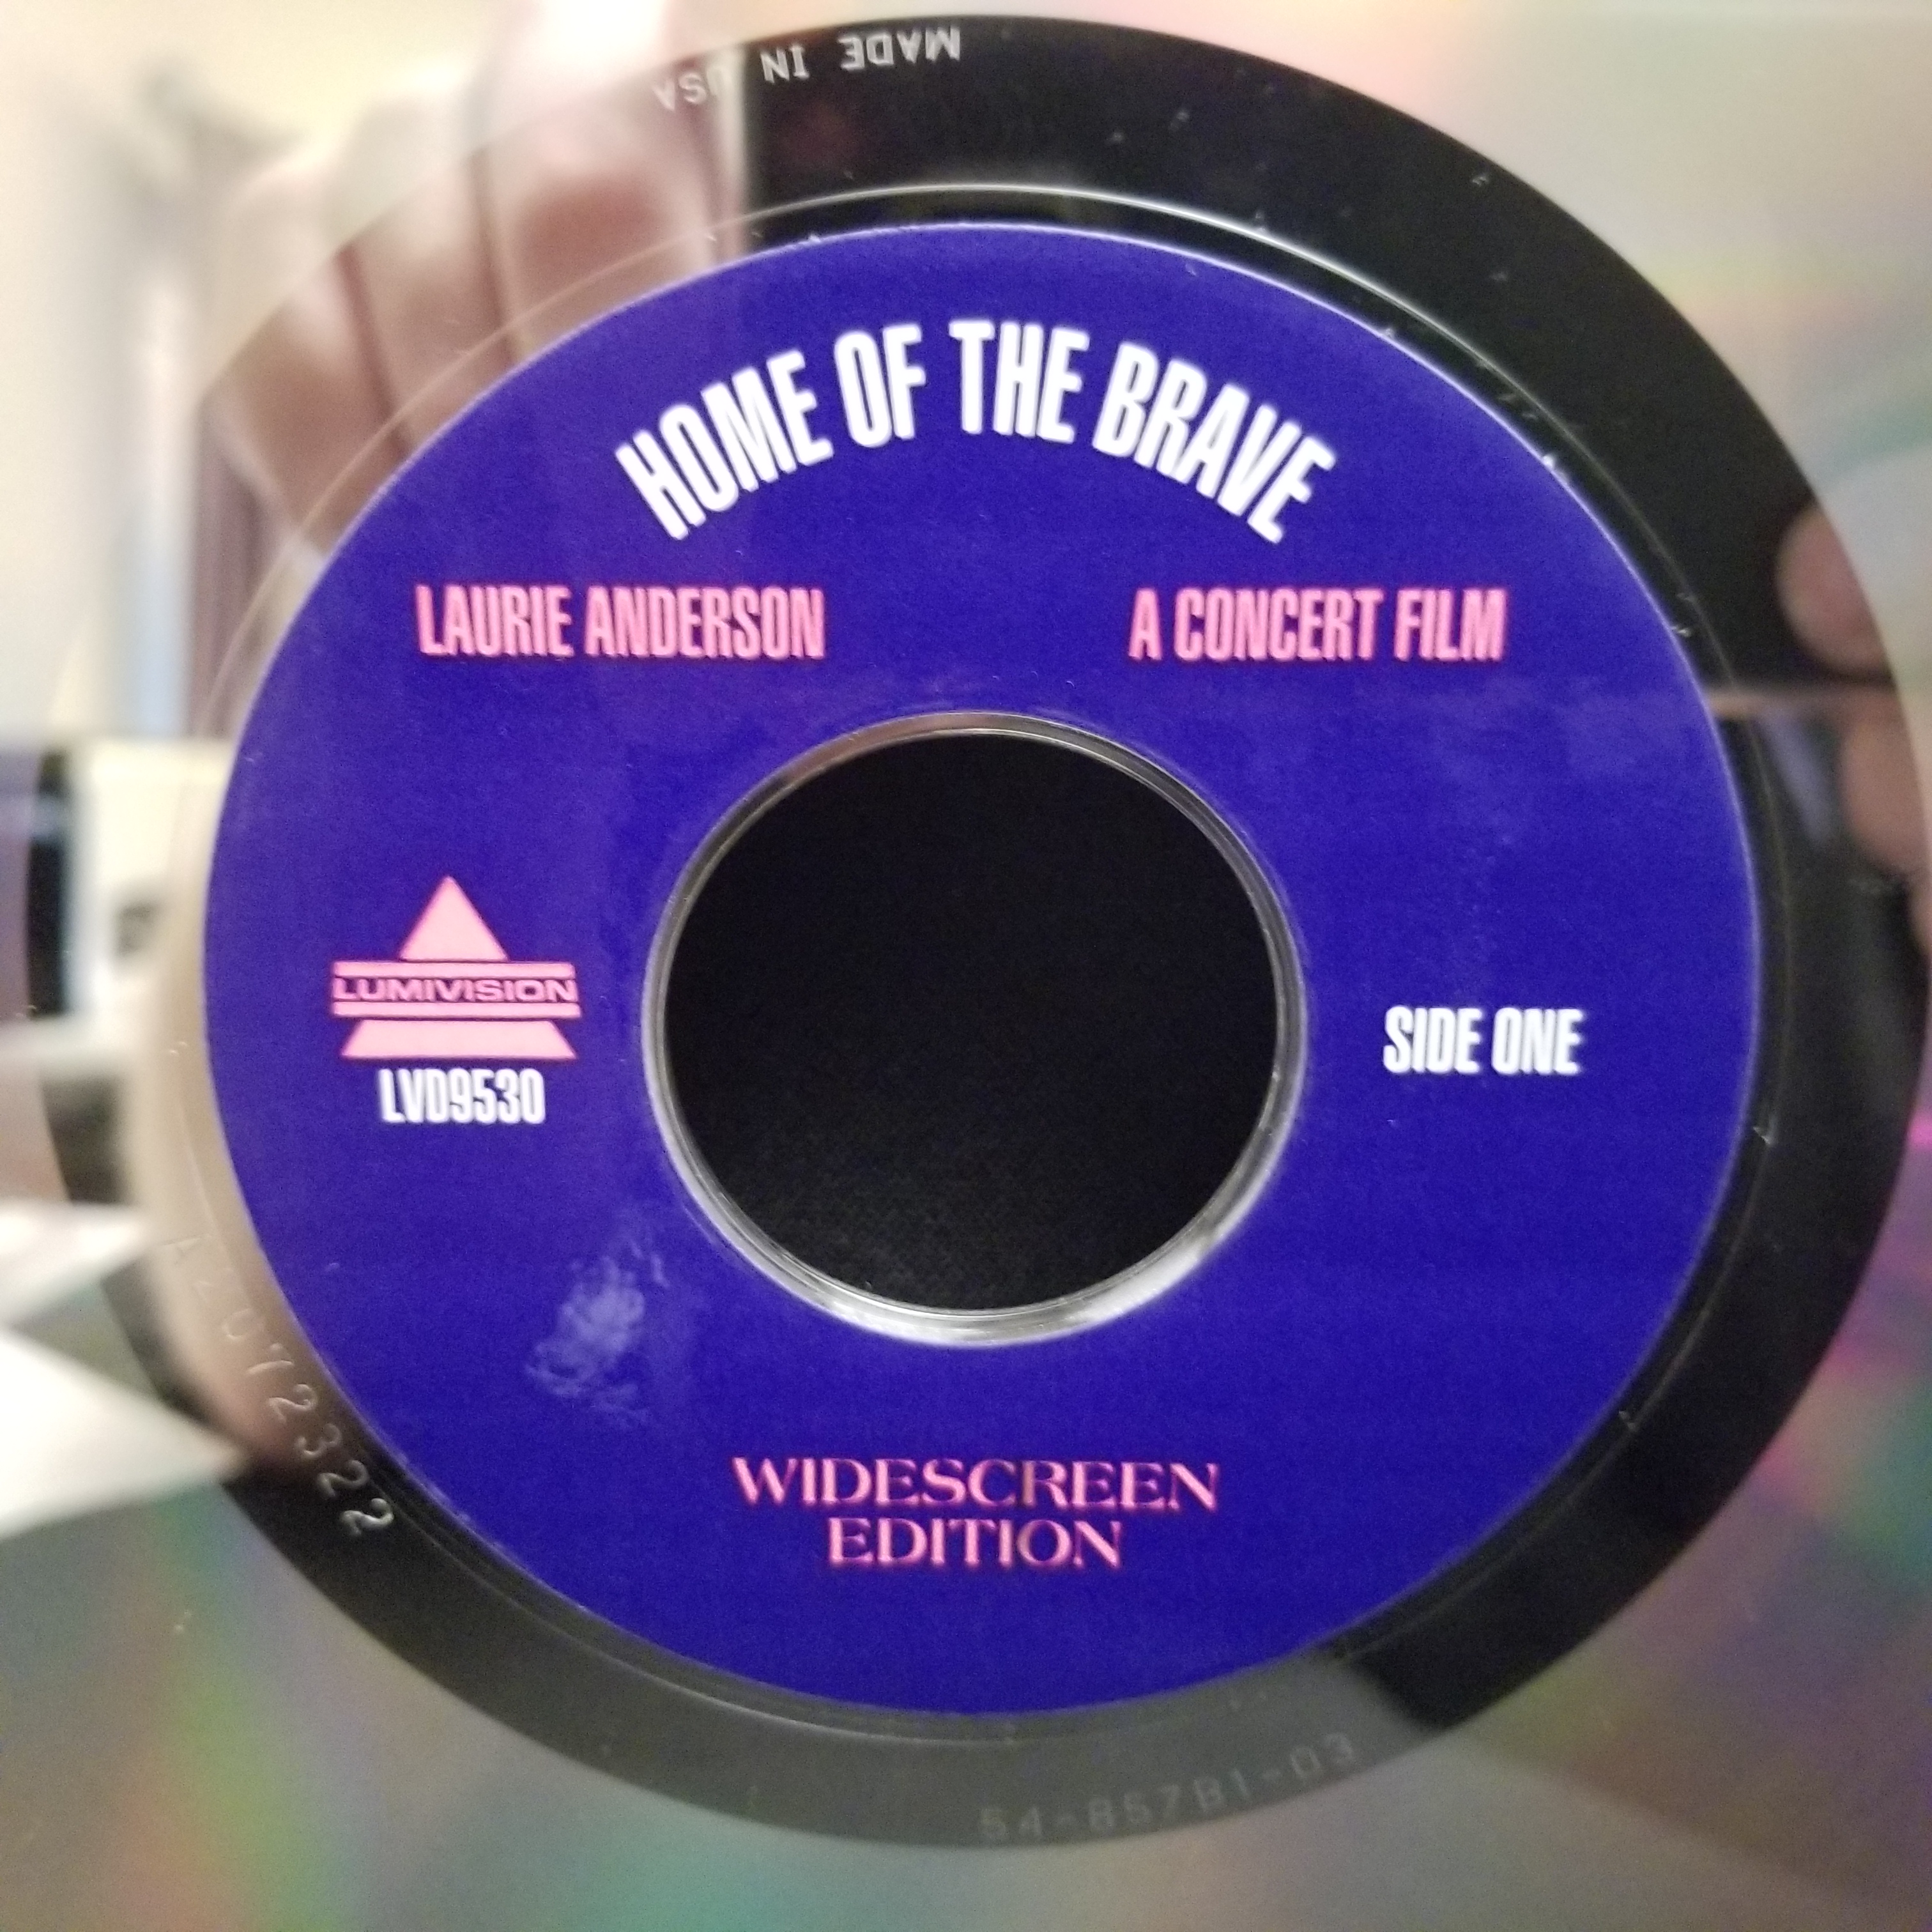 MADE IN USA
HOME OF THE BRAVE
LAURIE ANDERSON
A CONCERT FILM
LUMIVISION
LVD9530
SIDE ONE
WIDESCREEN
EDITION
A2072322
54-857B1-03